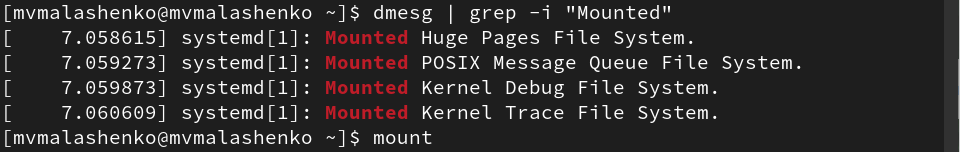 [mvmalashenko@mvmalashenko ~]$ dmesg | grep -i "Mounted"
[    7.058615] systemd[1]: Mounted Huge Pages File System.
[    7.059273] systemd[1]: Mounted POSIX Message Queue File System.
[    7.059873] systemd[1]: Mounted Kernel Debug File System.
[    7.060609] systemd[1]: Mounted Kernel Trace File System.
[mvmalashenko@mvmalashenko ~]$ mount